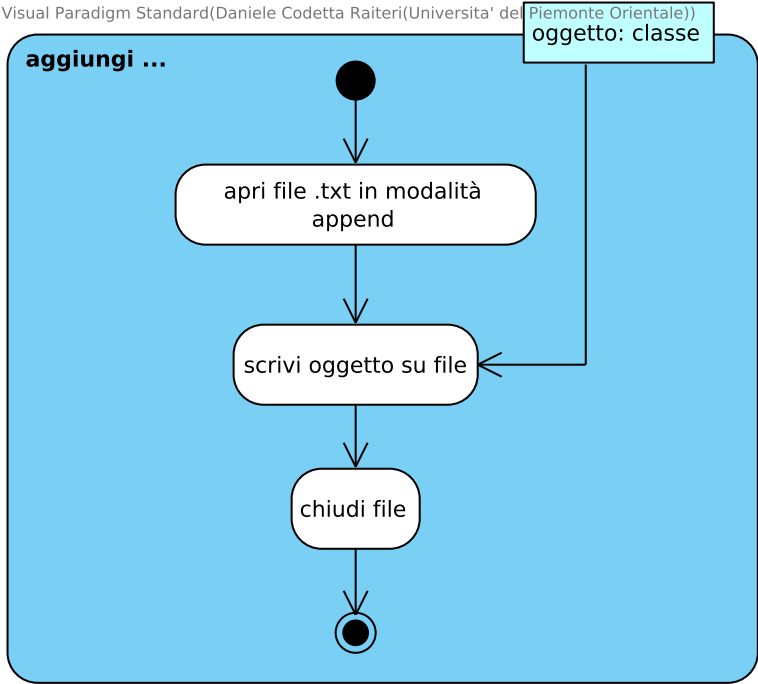 Visual Paradigm Standard(Daniele Codetta Raiteri(Universita' del Piemonte Orientale))
oggetto: classe
aggiungi ...
apri file .txt in modalità
append
scrivi oggetto su file
chiudi file